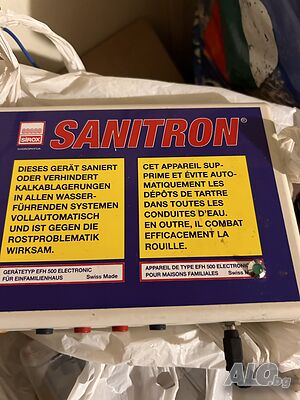 SIROX
SANITRON®
DIESES GERÄT SANIERT
ODER VERHINDERT
KALKABLAGERUNGEN
IN ALLEN WASSER-
FÜHRENDEN SYSTEMEN
VOLLAUTOMATISCH
UND IST GEGEN DIE
ROSTPROBLEMATIK
WIRKSAM.
CET APPAREIL SUP-
PRIME ET ÉVITE AUTO-
MATIQUEMENT LES
DÉPÔTS DE TARTRE
DANS TOUTES LES
CONDUITES D'EAU.
EN OUTRE, IL COMBAT
EFFICACEMENT LA
ROUILLE.
GERÄTETYP EFH 500 ELECTRONIC
FÜR EINFAMILIENHAUS Swiss Made
APPAREIL DE TYPE EFH 500 ELECTRONIC
POUR MAISONS FAMILIALES Swiss
ALO.bg